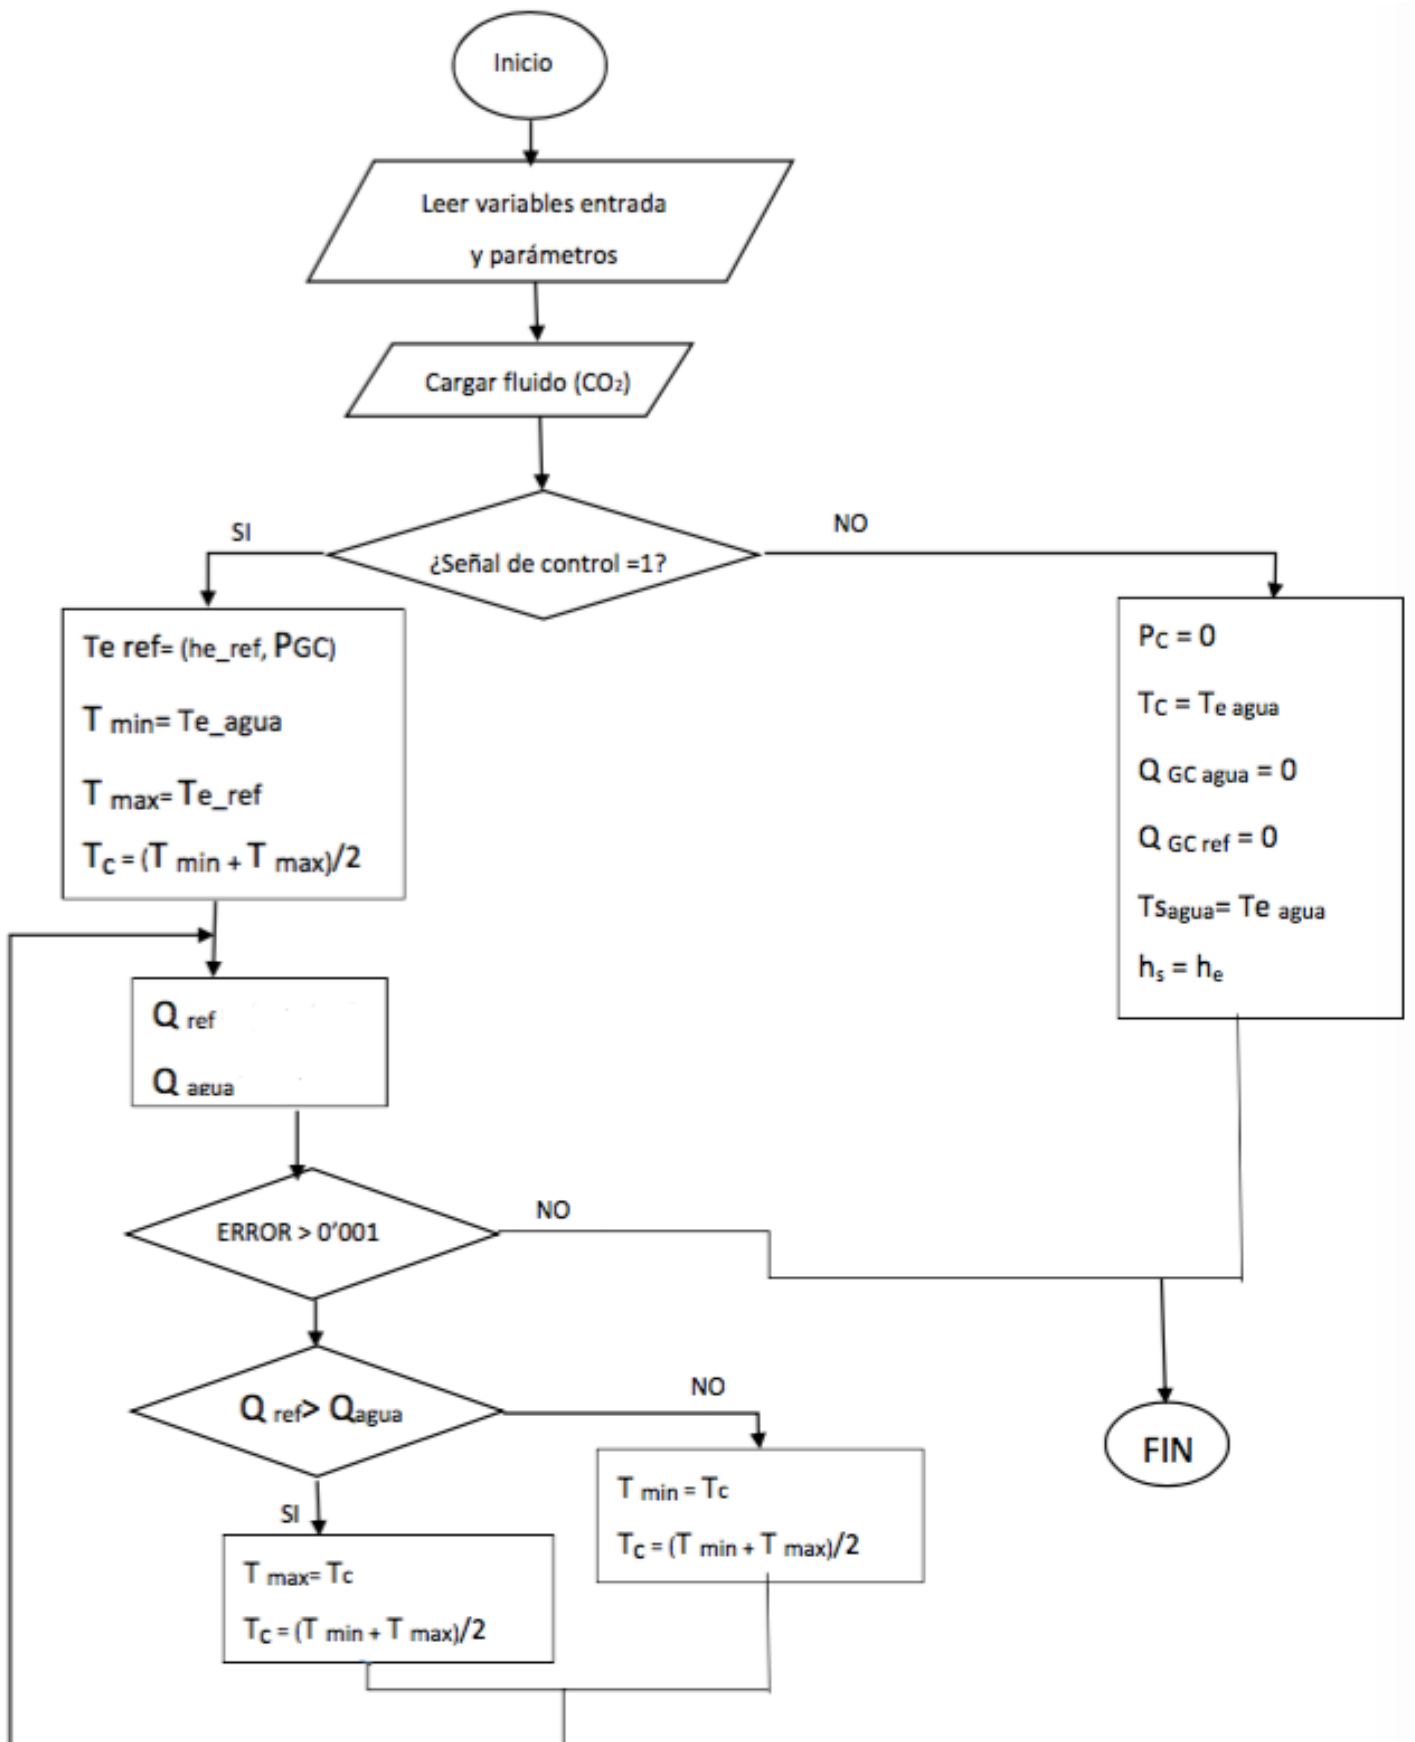 Inicio
Leer variables entrada
y parámetros
Cargar fluido (CO₂)
¿Señal de control =1?
SI
NO
Te ref= (he_ref, PGC)
T min= Te_agua
T max= Te_ref
Tc = (T min + T max)/2
Pc = 0
Tc = Te agua
Q GC agua = 0
Q GC ref = 0
Tsagua= Te agua
hs = he
Q ref
Q agua
ERROR > 0'001
NO
Q ref> Qagua
NO
SI
T min = Tc
Tc = (T min + T max)/2
T max= Tc
Tc = (T min + T max)/2
FIN